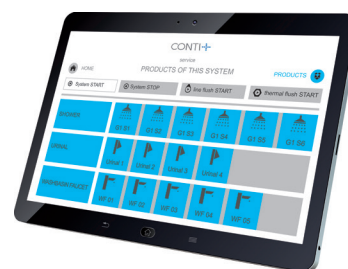 CONTI+
service
HOME
PRODUCTS OF THIS SYSTEM
PRODUCTS
System START
System STOP
line flush START
thermal flush START
SHOWER
G1 S1
G1 S2
G1 S3
G1 S4
G1 S5
G1 S6
URINAL
Urinal 1
Urinal 2
Urinal 3
Urinal 4
WASHBASIN FAUCET
WF 01
WF 02
WF 03
WF 04
WF 05